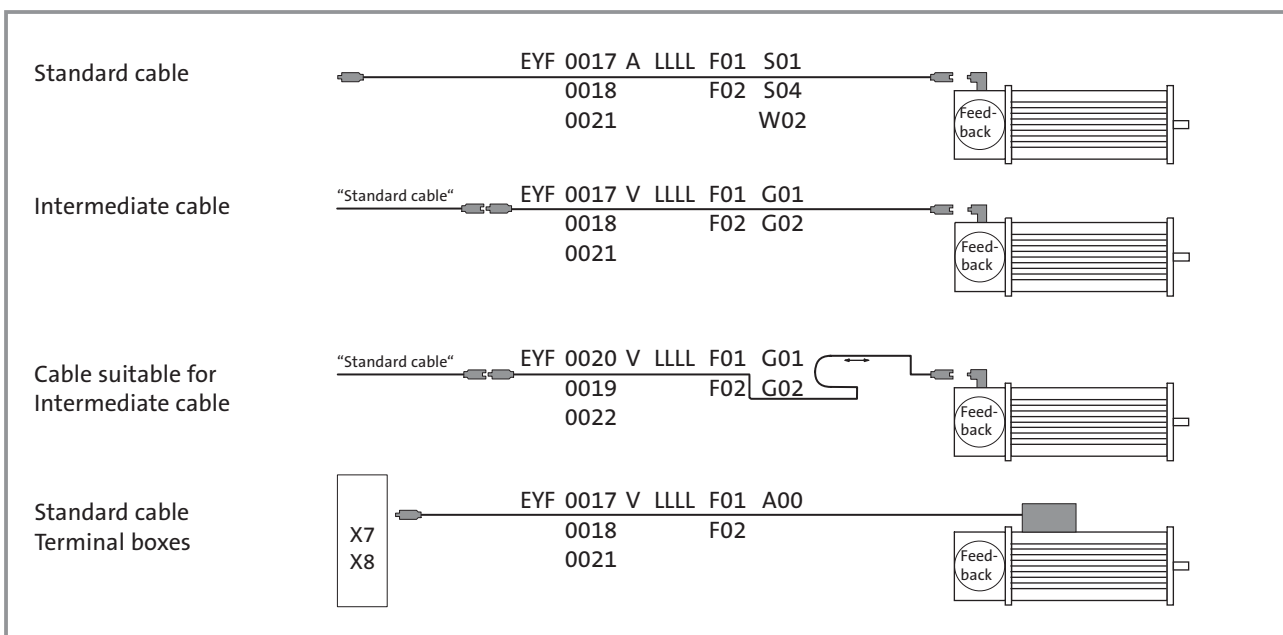 Standard cable
EYF 0017 A LLLL F01 S01
0018 F02 S04
0021 W02
Feed-
back
Intermediate cable
“Standard cable“
EYF 0017 V LLLL F01 G01
0018 F02 G02
0021
Feed-
back
Cable suitable for
Intermediate cable
“Standard cable“
EYF 0020 V LLLL F01 G01
0019 F02 G02
0022
Feed-
back
Standard cable
Terminal boxes
X7
X8
EYF 0017 V LLLL F01 A00
0018 F02
0021
Feed-
back